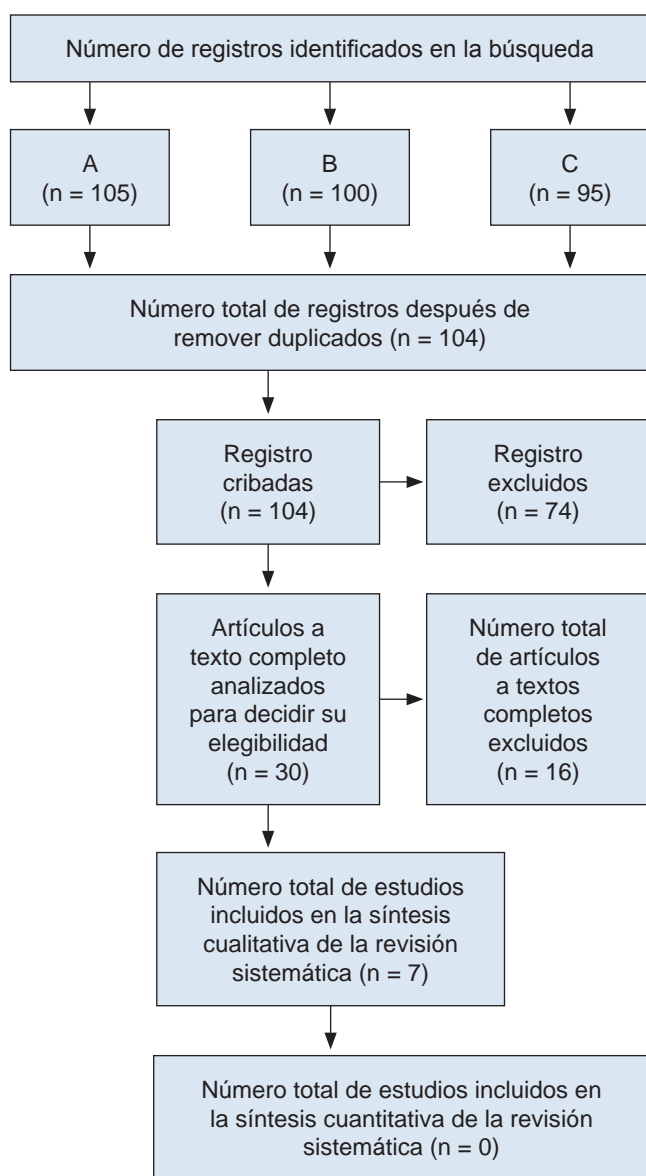 Número de registros identificados en la búsqueda
A
(n = 105)
B
(n = 100)
C
(n = 95)
Número total de registros después de
remover duplicados (n = 104)
Registro
cribadas
(n = 104)
Registro
excluidos
(n = 74)
Artículos a
texto completo
analizados
para decidir su
elegibilidad
(n = 30)
Número total
de artículos
a textos
completos
excluidos
(n = 16)
Número total de estudios
incluidos en la síntesis
cualitativa de la revisión
sistemática (n = 7)
Número total de estudios incluidos en
la síntesis cuantitativa de la revisión
sistemática (n = 0)